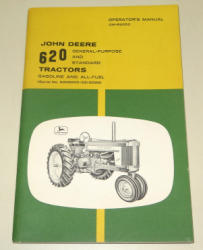 OPERATOR'S MANUAL
JOHN DEERE
620 GENERAL-PURPOSE
AND
STANDARD
TRACTORS
GASOLINE AND ALL-FUEL